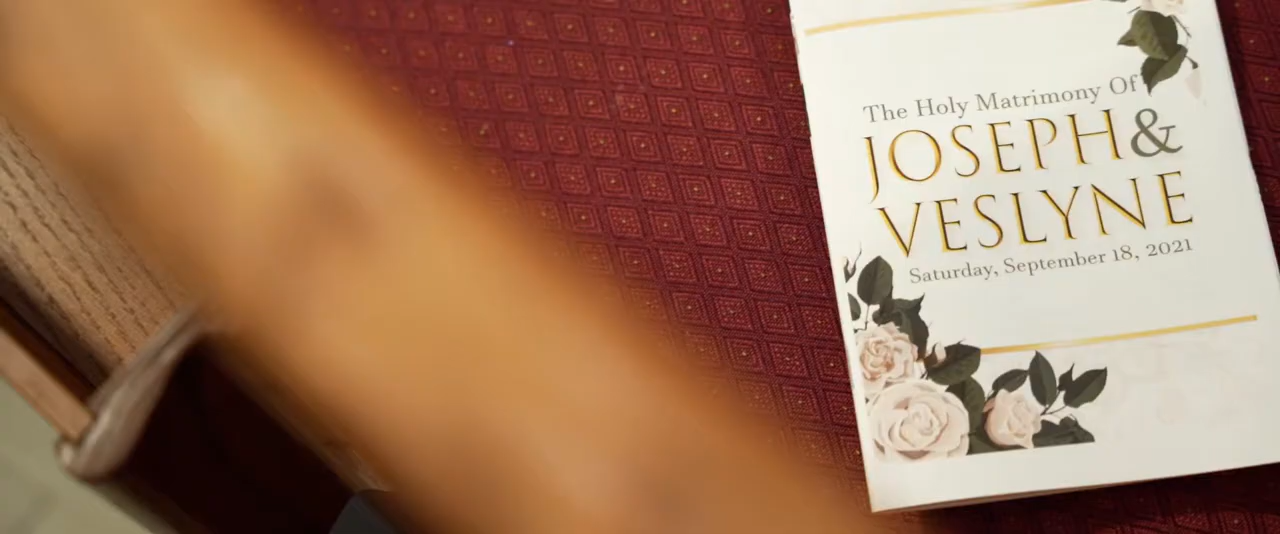 The Holy Matrimony Of
JOSEPH &
VESLYNE
Saturday, September 18, 2021